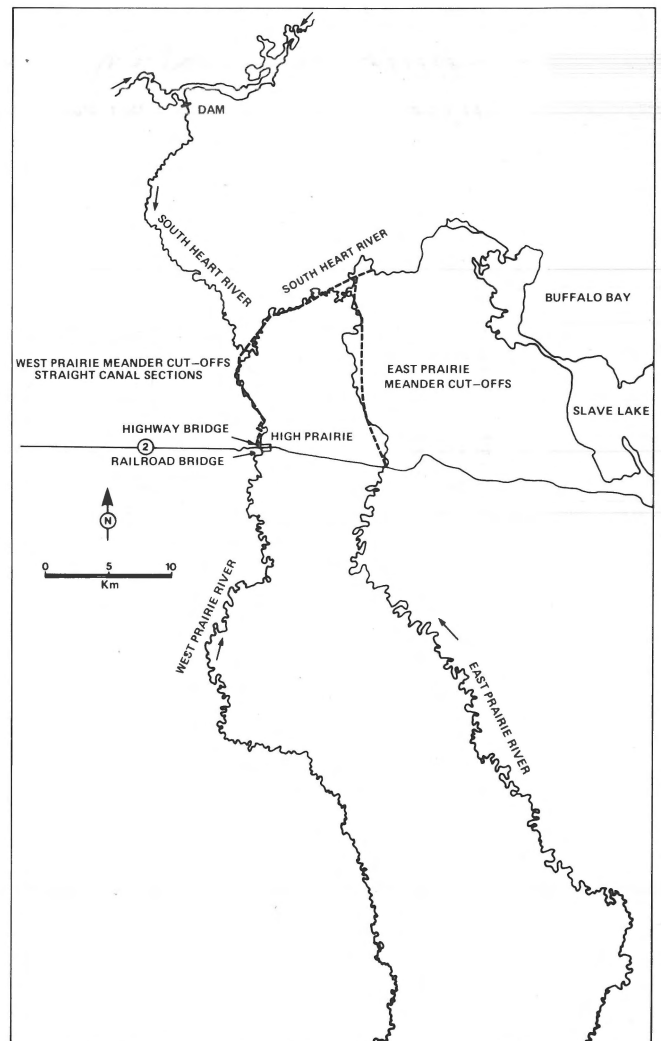 DAM
SOUTH HEART RIVER
SOUTH HEART RIVER
BUFFALO BAY
WEST PRAIRIE MEANDER CUT-OFFS
STRAIGHT CANAL SECTIONS
EAST PRAIRIE
MEANDER CUT-OFFS
SLAVE LAKE
HIGHWAY BRIDGE
HIGH PRAIRIE
2
RAILROAD BRIDGE
N
0 5 10
Km
WEST PRAIRIE RIVER
EAST PRAIRIE RIVER